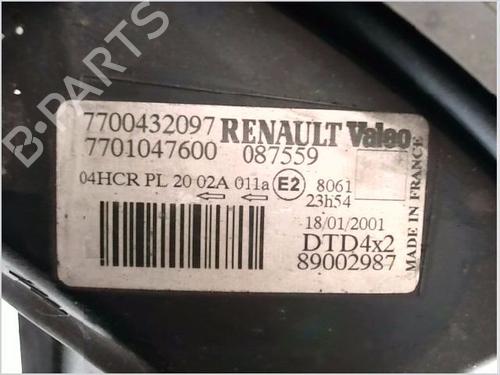 B-PARTS
7700432097 RENAULT Valeo
7701047600 087559
04HCR PL 20 02A 011a E2 8061
23h54
18/01/2001
DTD4x2
89002987
MADE IN FRANCE